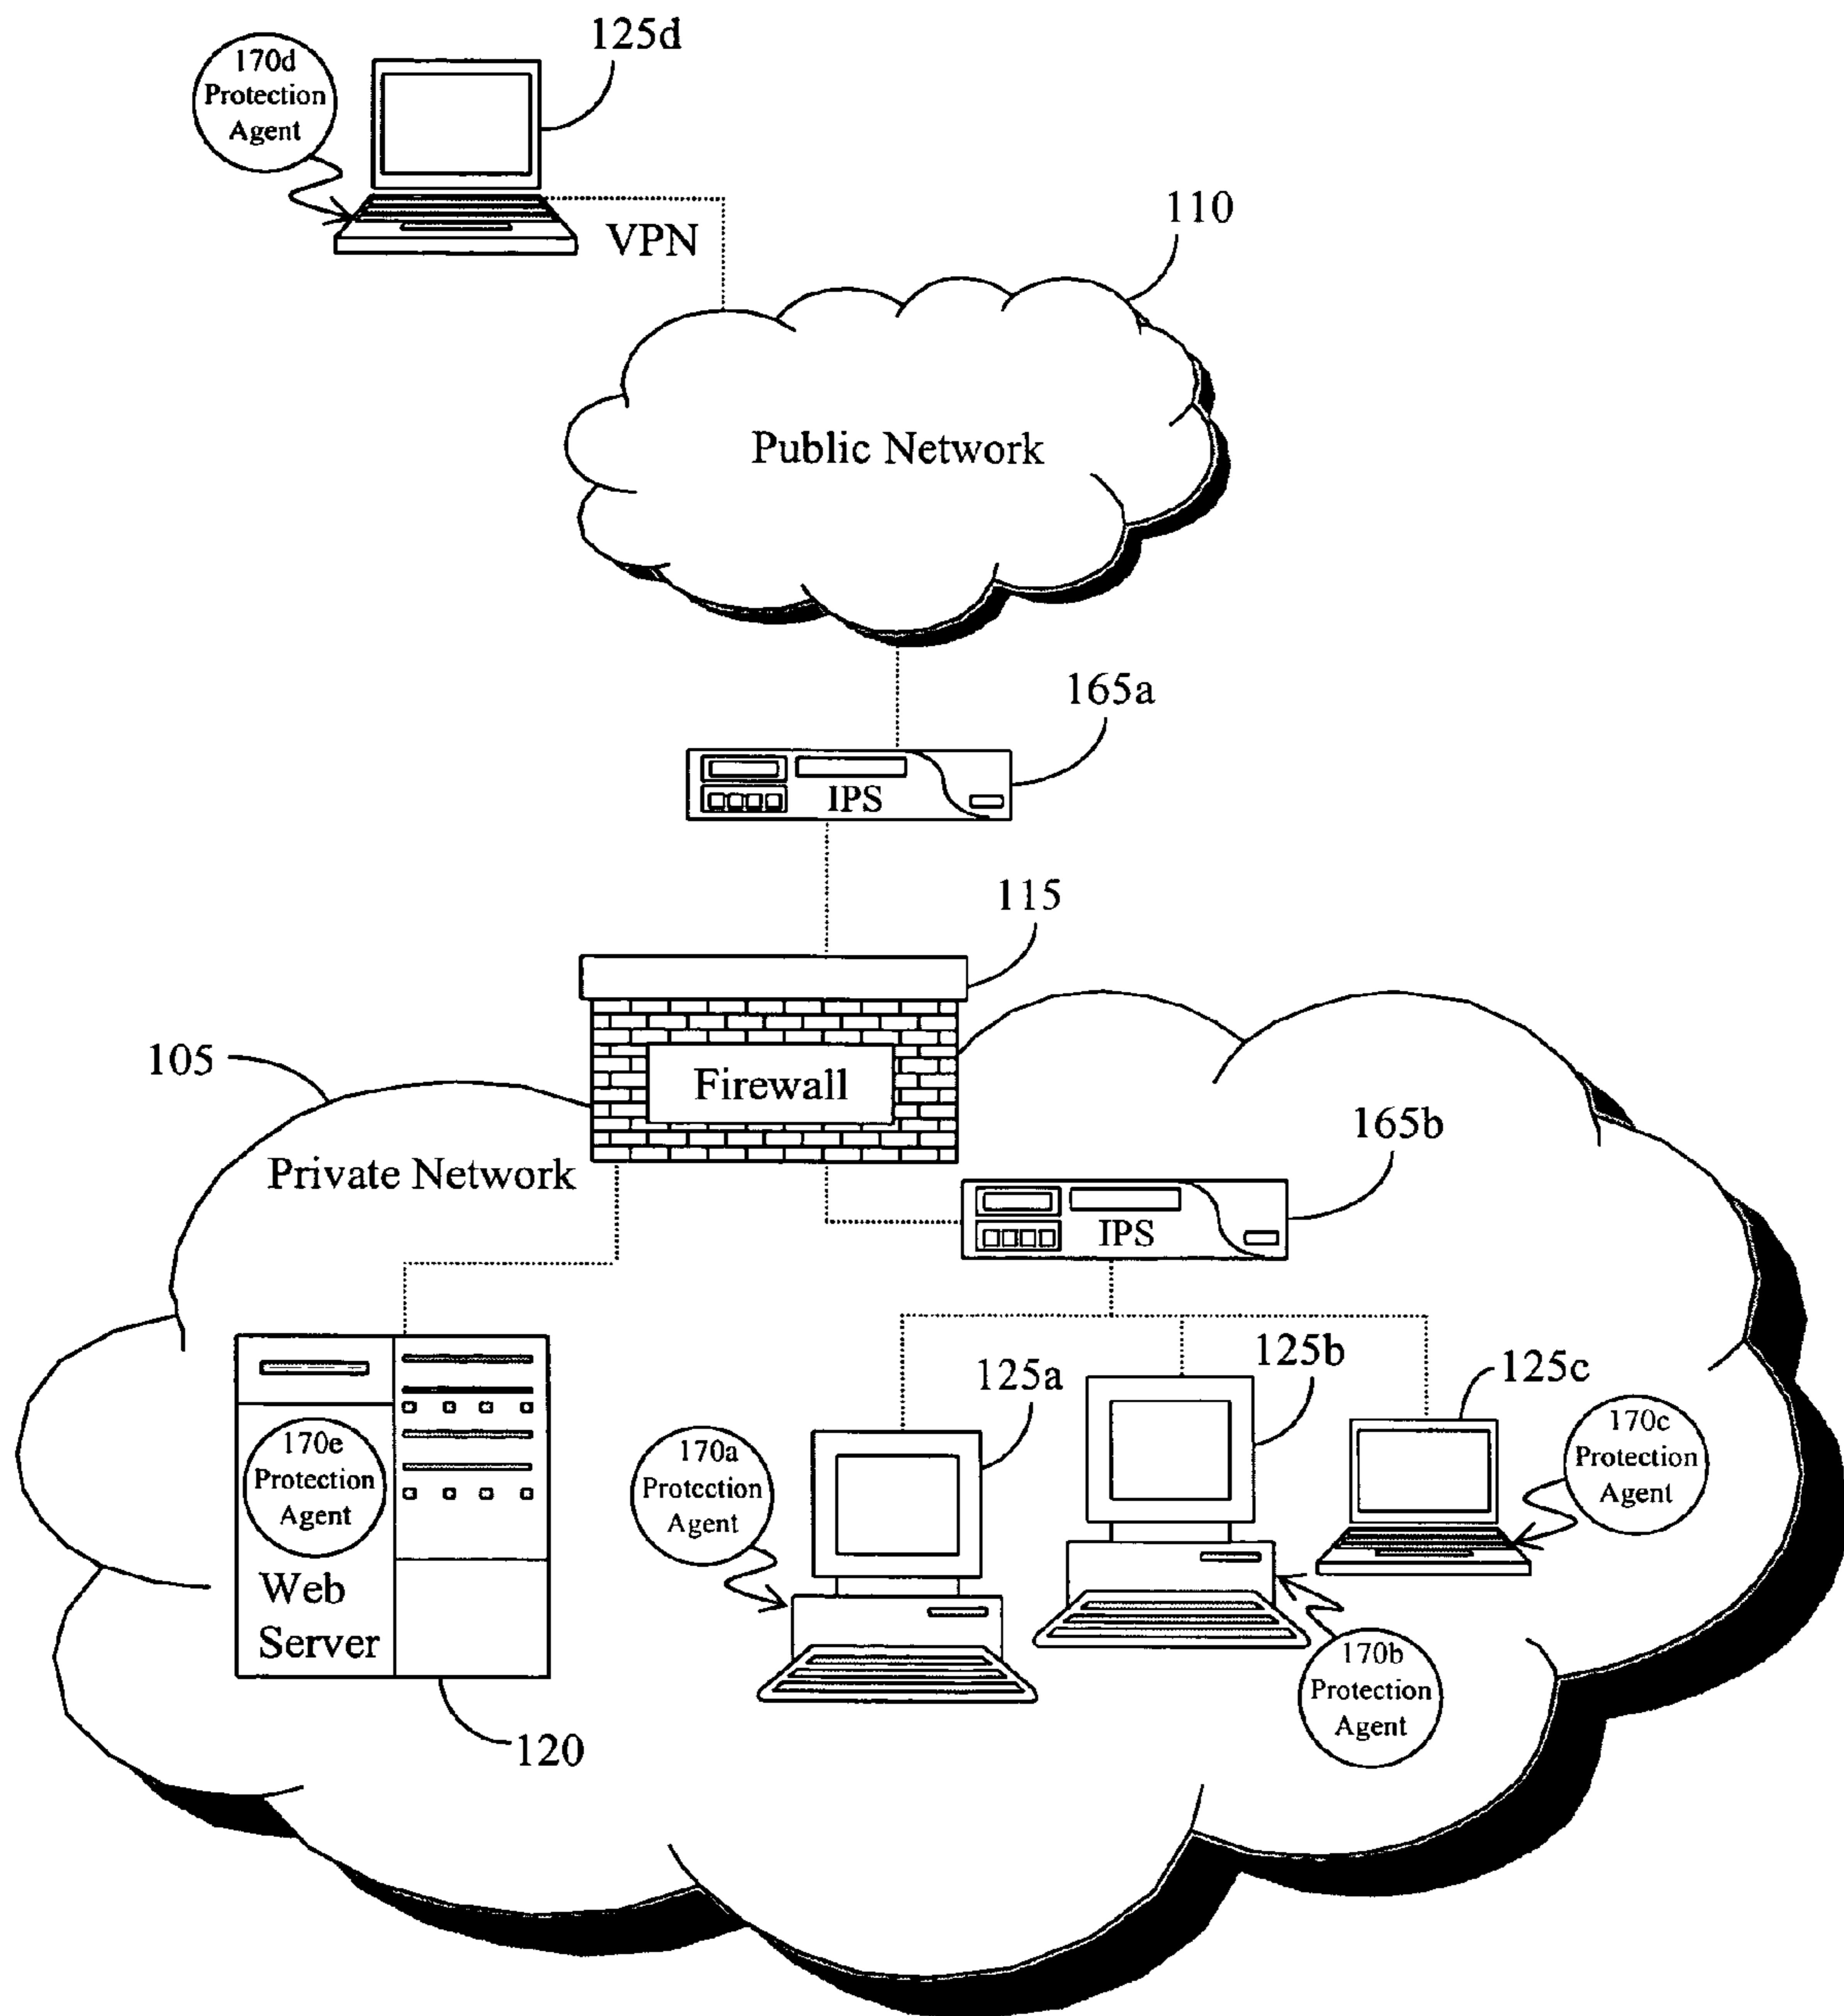 125d
170d
Protection
Agent
VPN
110
Public Network
165a
IPS
115
105
Firewall
165b
Private Network
IPS
125b
125a
125c
170c
Protection
Agent
170a
Protection
Agent
170e
Protection
Agent
Web
Server
170b
Protection
Agent
120